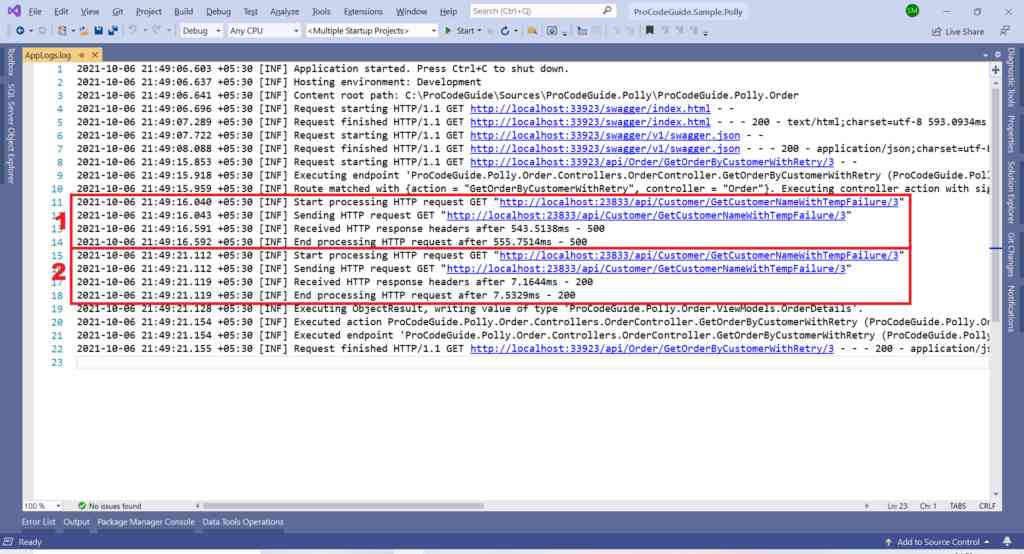 File Edit View Git Project Build Debug Test Analyze Tools Extensions Window Help Search (Ctrl+Q) ProCodeGuide.Sample.Polly SM
Debug Any CPU <Multiple Startup Projects> Start Live Share
AppLogs.log
Toolbox
SQL Server Object Explorer
1 2021-10-06 21:49:06.603 +05:30 [INF] Application started. Press Ctrl+C to shut down.
2 2021-10-06 21:49:06.637 +05:30 [INF] Hosting environment: Development
3 2021-10-06 21:49:06.641 +05:30 [INF] Content root path: C:\ProCodeGuide\Sources\ProCodeGuide.Polly\ProCodeGuide.Polly.Order
4 2021-10-06 21:49:06.696 +05:30 [INF] Request starting HTTP/1.1 GET http://localhost:33923/swagger/index.html - -
5 2021-10-06 21:49:07.289 +05:30 [INF] Request finished HTTP/1.1 GET http://localhost:33923/swagger/index.html - - - 200 - text/html;charset=utf-8 593.0934ms
6 2021-10-06 21:49:07.722 +05:30 [INF] Request starting HTTP/1.1 GET http://localhost:33923/swagger/v1/swagger.json - -
7 2021-10-06 21:49:08.088 +05:30 [INF] Request finished HTTP/1.1 GET http://localhost:33923/swagger/v1/swagger.json - - - 200 - application/json;charset=utf-8
8 2021-10-06 21:49:15.853 +05:30 [INF] Request starting HTTP/1.1 GET http://localhost:33923/api/Order/GetOrderByCustomerWithRetry/3 - -
9 2021-10-06 21:49:15.918 +05:30 [INF] Executing endpoint 'ProCodeGuide.Polly.Order.Controllers.OrderController.GetOrderByCustomerWithRetry (ProCodeGuide.Pol
10 2021-10-06 21:49:15.959 +05:30 [INF] Route matched with {action = "GetOrderByCustomerWithRetry", controller = "Order"}. Executing controller action with sig
11 2021-10-06 21:49:16.040 +05:30 [INF] Start processing HTTP request GET "http://localhost:23833/api/Customer/GetCustomerNameWithTempFailure/3"
1 2021-10-06 21:49:16.043 +05:30 [INF] Sending HTTP request GET "http://localhost:23833/api/Customer/GetCustomerNameWithTempFailure/3"
13 2021-10-06 21:49:16.591 +05:30 [INF] Received HTTP response headers after 543.5138ms - 500
14 2021-10-06 21:49:16.592 +05:30 [INF] End processing HTTP request after 555.7514ms - 500
15 2021-10-06 21:49:21.112 +05:30 [INF] Start processing HTTP request GET "http://localhost:23833/api/Customer/GetCustomerNameWithTempFailure/3"
2 2021-10-06 21:49:21.112 +05:30 [INF] Sending HTTP request GET "http://localhost:23833/api/Customer/GetCustomerNameWithTempFailure/3"
17 2021-10-06 21:49:21.119 +05:30 [INF] Received HTTP response headers after 7.1644ms - 200
18 2021-10-06 21:49:21.119 +05:30 [INF] End processing HTTP request after 7.5329ms - 200
19 2021-10-06 21:49:21.128 +05:30 [INF] Executing ObjectResult, writing value of type 'ProCodeGuide.Polly.Order.ViewModels.OrderDetails'.
20 2021-10-06 21:49:21.154 +05:30 [INF] Executed action ProCodeGuide.Polly.Order.Controllers.OrderController.GetOrderByCustomerWithRetry (ProCodeGuide.Polly.Or
21 2021-10-06 21:49:21.154 +05:30 [INF] Executed endpoint 'ProCodeGuide.Polly.Order.Controllers.OrderController.GetOrderByCustomerWithRetry (ProCodeGuide.Polly
22 2021-10-06 21:49:21.155 +05:30 [INF] Request finished HTTP/1.1 GET http://localhost:33923/api/Order/GetOrderByCustomerWithRetry/3 - - - 200 - application/js
23
Diagnostic Tools
Properties
Solution Explorer
Git Changes
Notifications
100 % No issues found Ln: 23 Ch: 1 TABS CRLF
Error List Output Package Manager Console Data Tools Operations
Ready Add to Source Control